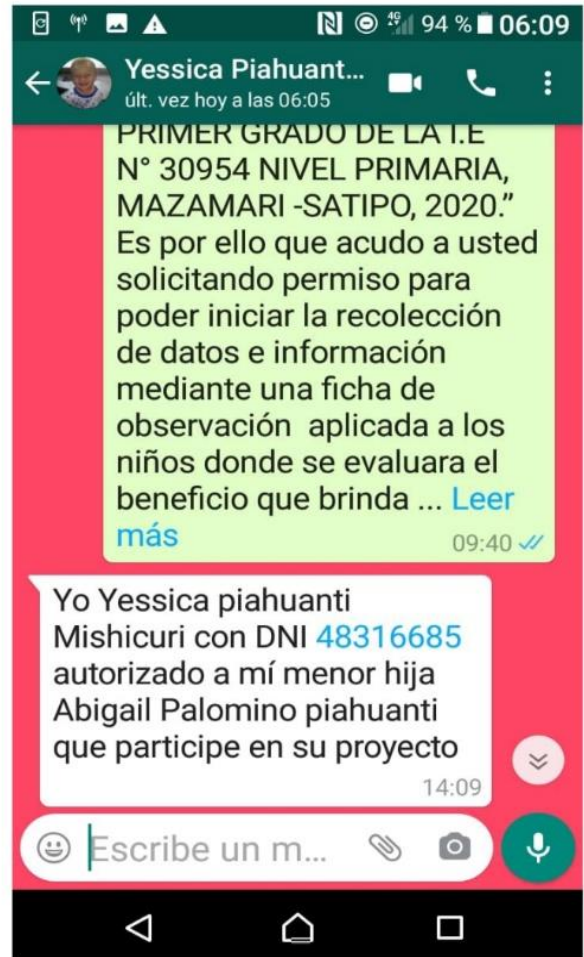 4G 94 % 06:09
Yessica Piahuant...
últ. vez hoy a las 06:05
PRIMER GRADO DE LA I.E
N° 30954 NIVEL PRIMARIA,
MAZAMARI -SATIPO, 2020.”
Es por ello que acudo a usted
solicitando permiso para
poder iniciar la recolección
de datos e información
mediante una ficha de
observación aplicada a los
niños donde se evaluara el
beneficio que brinda ... Leer
más
09:40
Yo Yessica piahuanti
Mishicuri con DNI 48316685
autorizado a mí menor hija
Abigail Palomino piahuanti
que participe en su proyecto
14:09
Escribe un m...